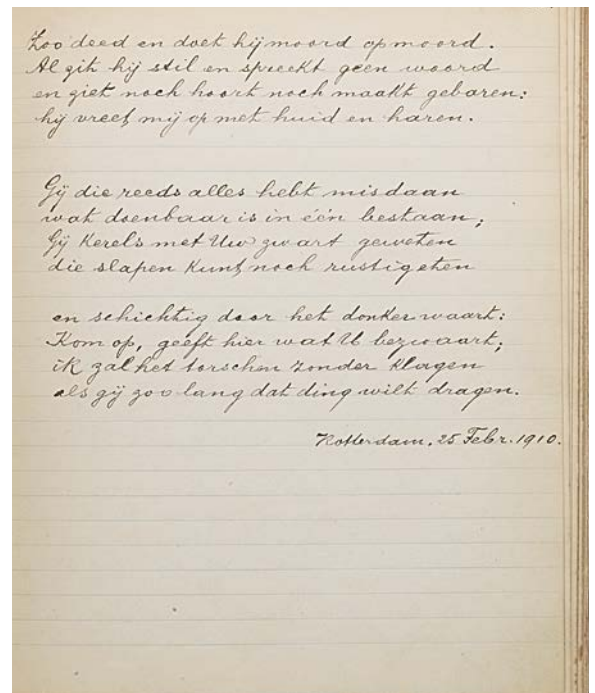 Zoo deed en doet hij moord op moord.
Al zit hij stil en spreekt geen woord
en ziet noch hoort noch maakt gebaren:
hij vreet mij op met huid en haren.
Gij die reeds alles hebt misdaan
wat doenbaar is in één bestaan;
Gij Kerels met Uw zwart geweten
die slapen Kunt noch rustig eten
en schichtig door het donker waart:
Kom op, geeft hier wat U bezwaart;
ik zal het torschen zonder klagen
als gij zoo lang dat ding wilt dragen.
Rotterdam, 25 Febr. 1910.